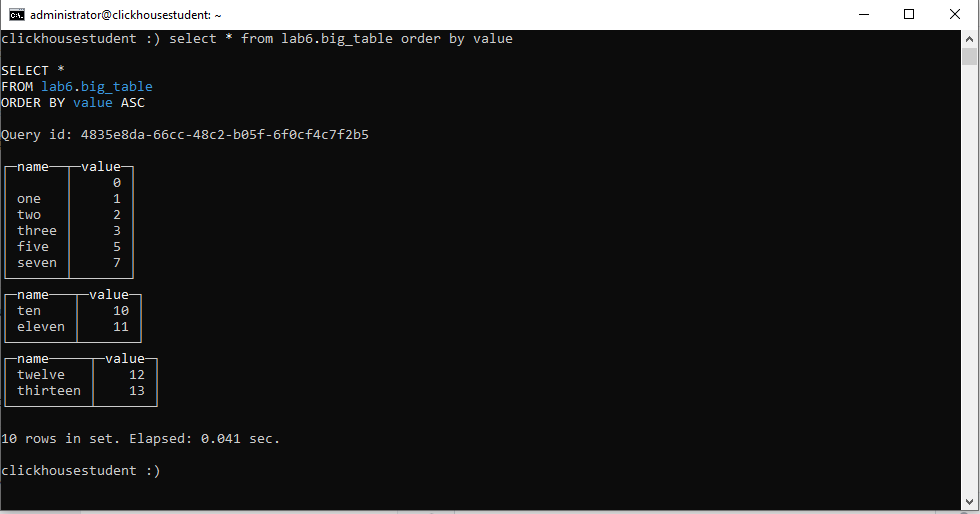 administrator@clickhousestudent: ~
clickhousestudent :) select * from lab6.big_table order by value
SELECT *
FROM lab6.big_table
ORDER BY value ASC
Query id: 4835e8da-66cc-48c2-b05f-6f0cf4c7f2b5
name value
0
one 1
two 2
three 3
five 5
seven 7
name value
ten 10
eleven 11
name value
twelve 12
thirteen 13
10 rows in set. Elapsed: 0.041 sec.
clickhousestudent :)